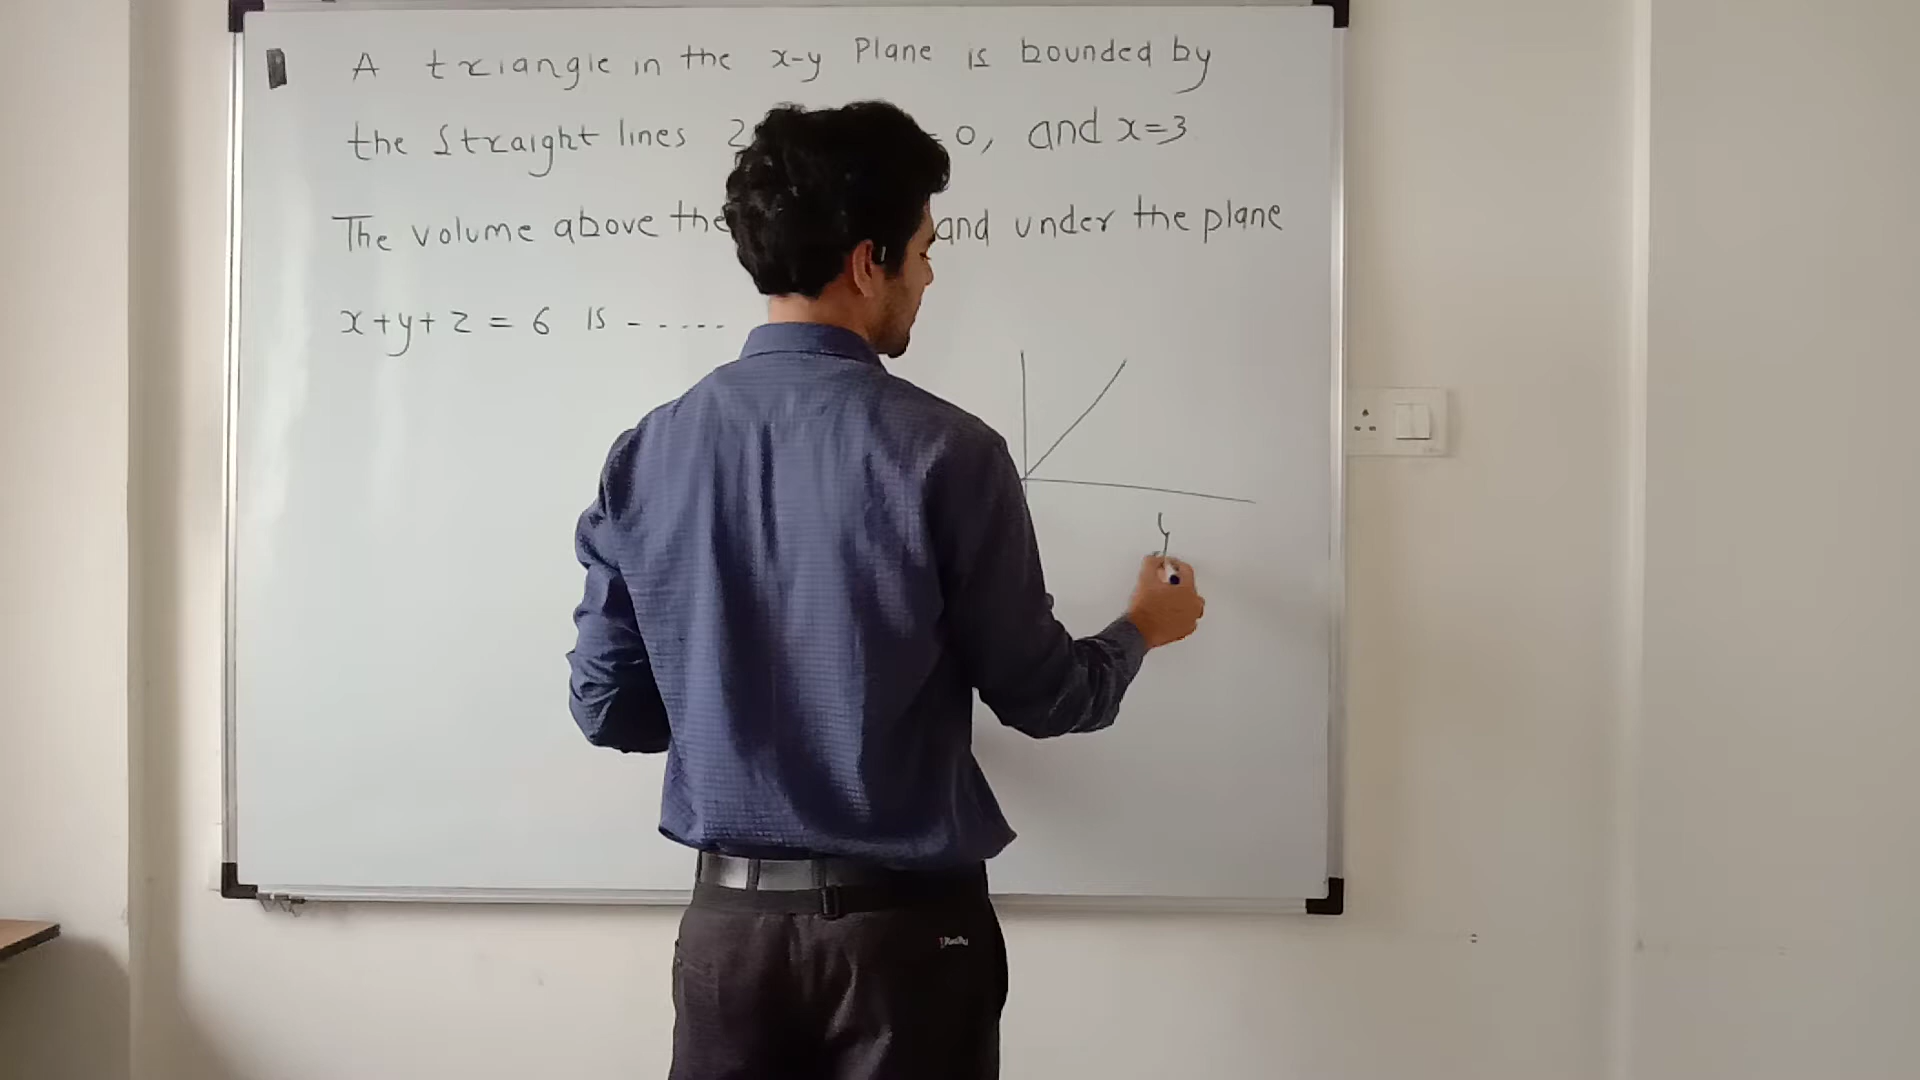 A triangle in the x-y Plane is bounded by
the straight lines 2 = 0, and x=3
The volume above the and under the plane
x+y+z = 6 is - - - - -
y